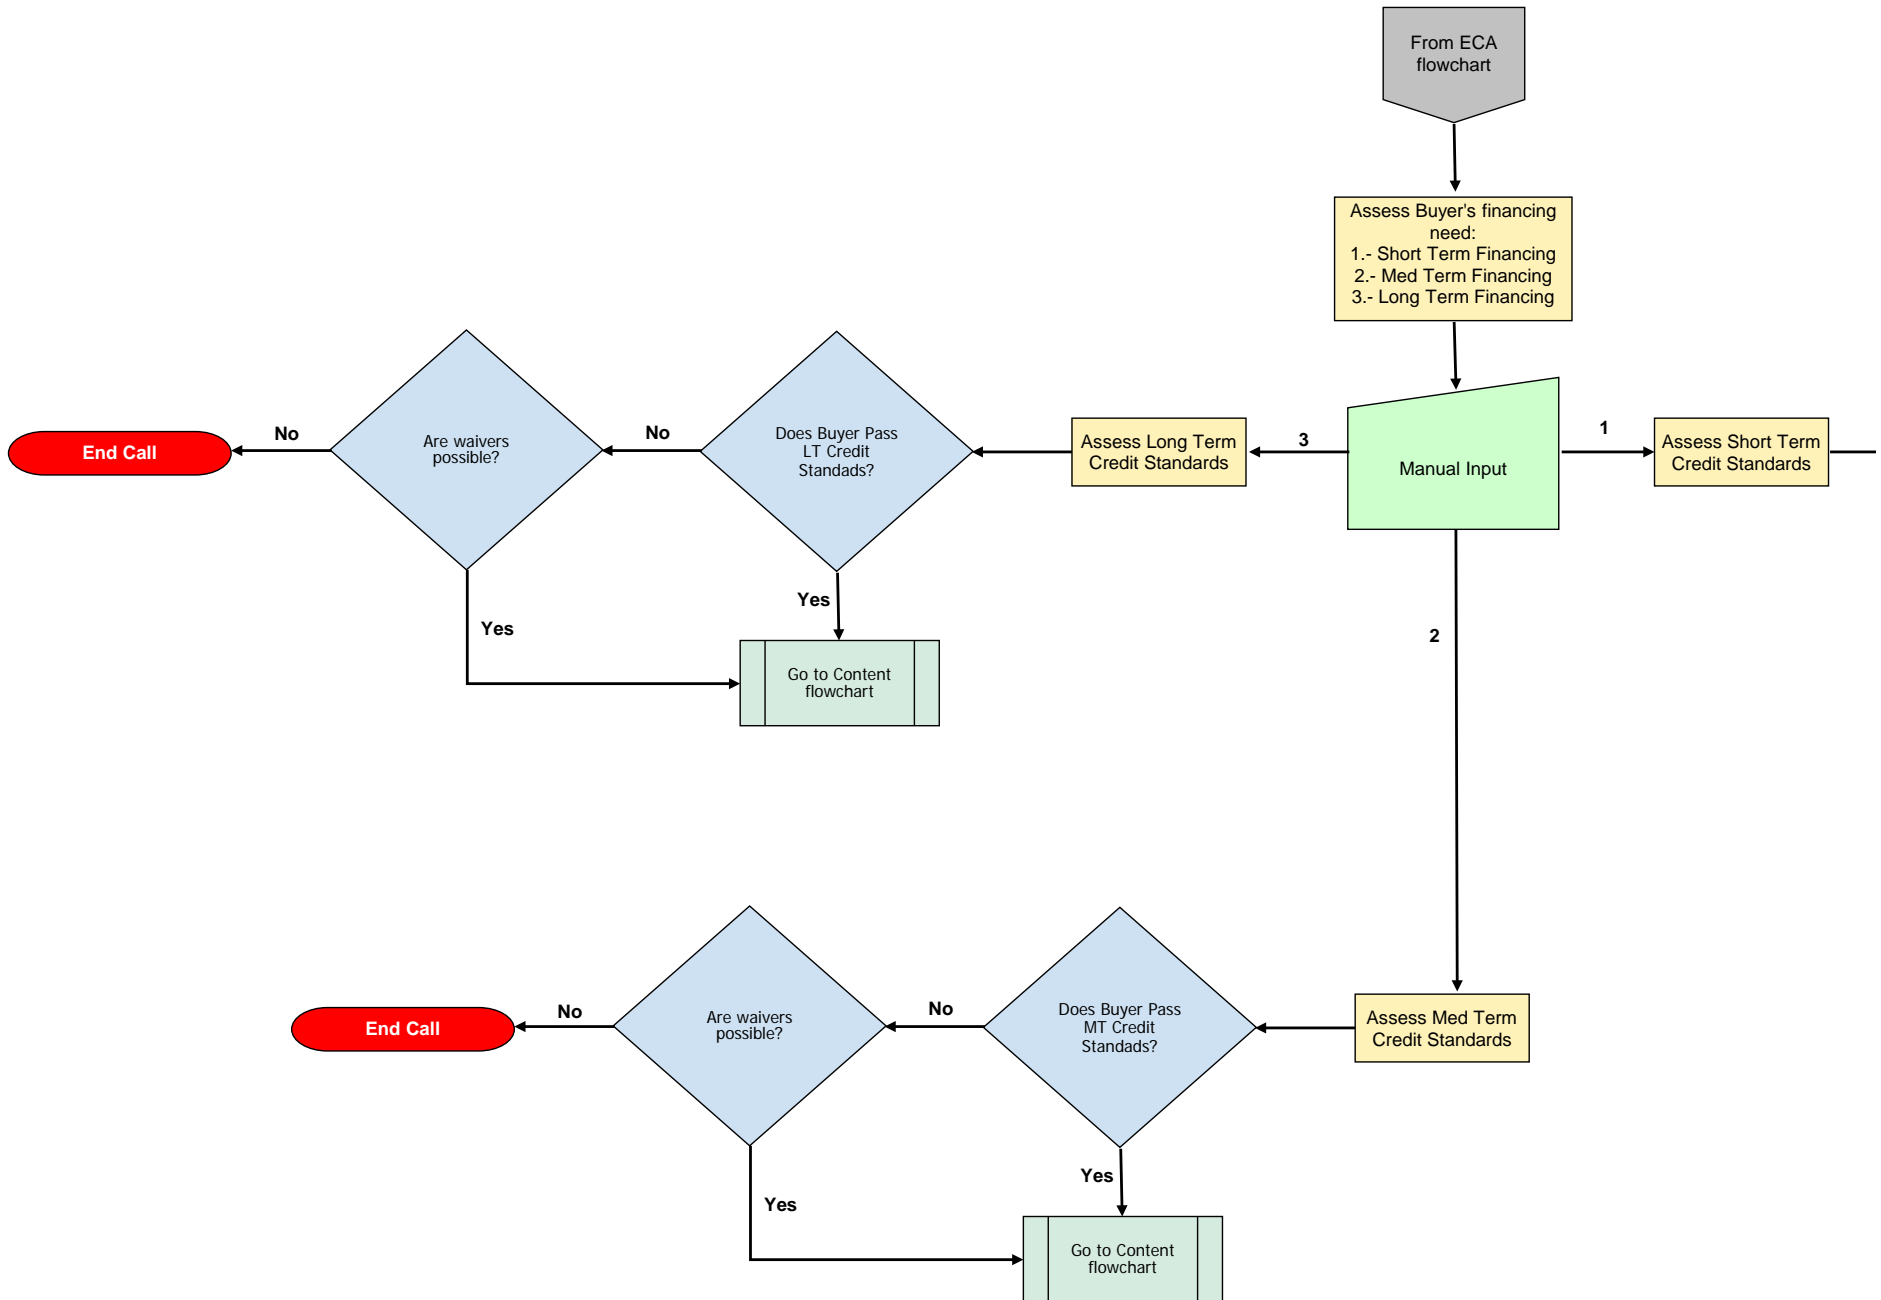 From ECA
flowchart
Assess Buyer's financing
need:
1.- Short Term Financing
2.- Med Term Financing
3.- Long Term Financing
End Call
No
Are waivers
possible?
No
Does Buyer Pass
LT Credit
Standads?
Assess Long Term
Credit Standards
3
Manual Input
1
Assess Short Term
Credit Standards
Yes
Yes
Go to Content
flowchart
2
End Call
No
Are waivers
possible?
No
Does Buyer Pass
MT Credit
Standads?
Assess Med Term
Credit Standards
Yes
Yes
Go to Content
flowchart